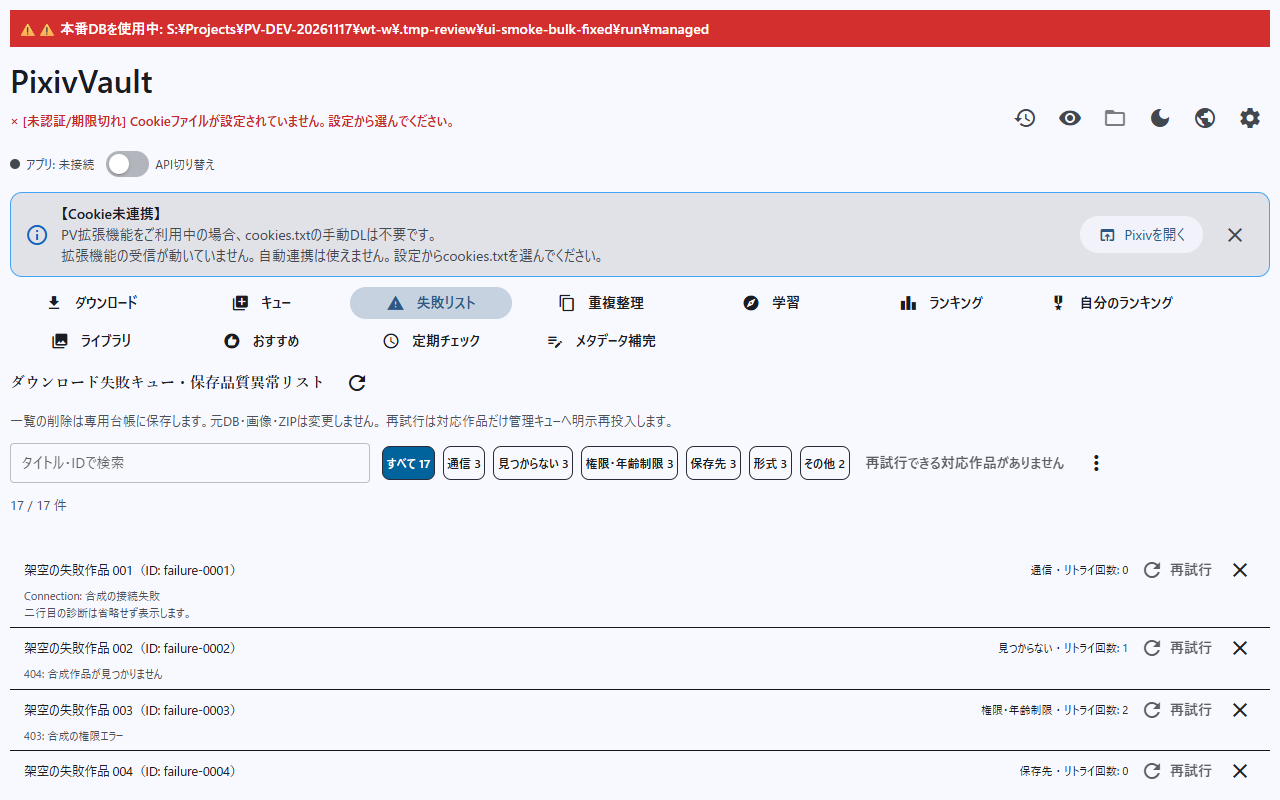 本番DBを使用中: S:¥Projects¥PV-DEV-20261117¥wt-w¥.tmp-review¥ui-smoke-bulk-fixed¥run¥managed
PixivVault
× [未認証/期限切れ] Cookieファイルが設定されていません。設定から選んでください。
アプリ: 未接続 API切り替え
【Cookie未連携】
PV拡張機能をご利用中の場合、cookies.txtの手動DLは不要です。
拡張機能の受信が動いていません。自動連携は使えません。設定からcookies.txtを選んでください。
Pixivを開く
ダウンロード キュー 失敗リスト 重複整理 学習 ランキング 自分のランキング
ライブラリ おすすめ 定期チェック メタデータ補完
ダウンロード失敗キュー・保存品質異常リスト
一覧の削除は専用台帳に保存します。元DB・画像・ZIPは変更しません。再試行は対応作品だけ管理キューへ明示再投入します。
タイトル・IDで検索 すべて 17 通信 3 見つからない 3 権限・年齢制限 3 保存先 3 形式 3 その他 2 再試行できる対応作品がありません
17 / 17 件
架空の失敗作品 001（ID: failure-0001） 通信・リトライ回数: 0 再試行
Connection: 合成の接続失敗
二行目の診断は省略せず表示します。
架空の失敗作品 002（ID: failure-0002） 見つからない・リトライ回数: 1 再試行
404: 合成作品が見つかりません
架空の失敗作品 003（ID: failure-0003） 権限・年齢制限・リトライ回数: 2 再試行
403: 合成の権限エラー
架空の失敗作品 004（ID: failure-0004） 保存先・リトライ回数: 0 再試行